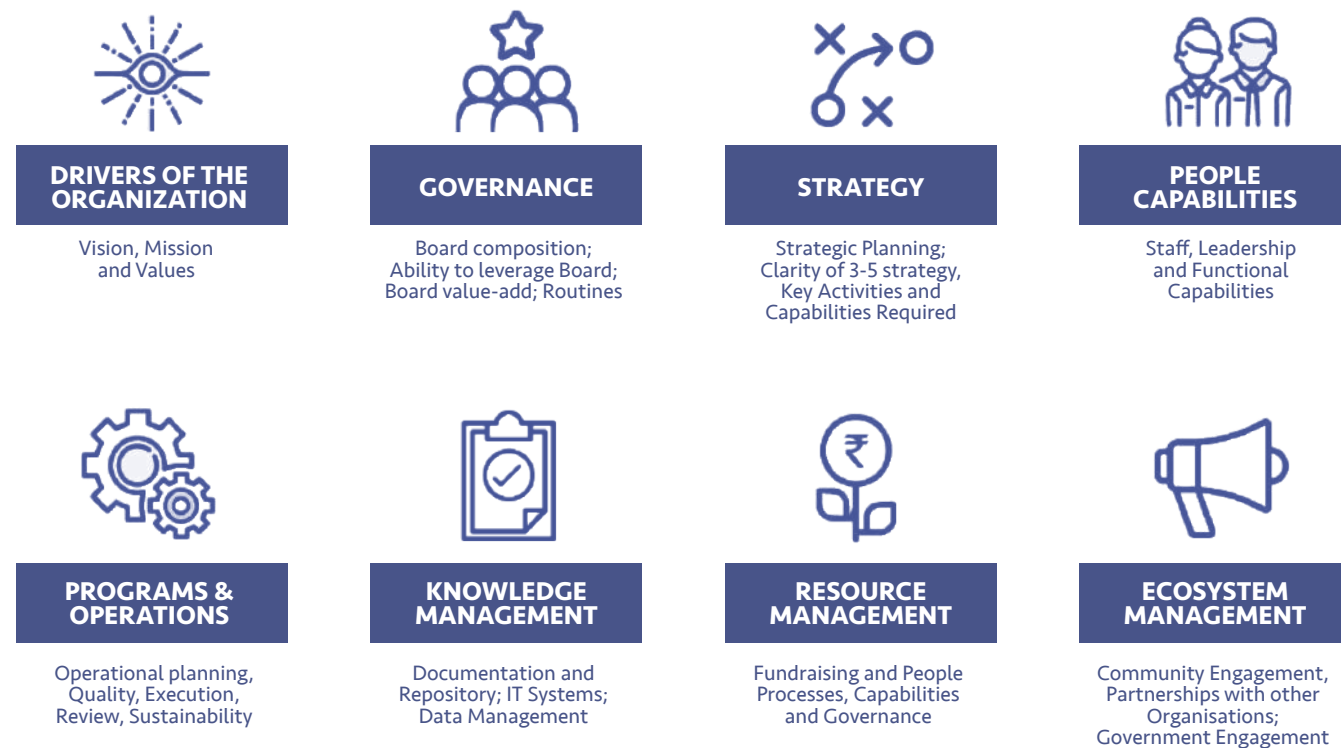 DRIVERS OF THE
ORGANIZATION
Vision, Mission
and Values
GOVERNANCE
Board composition;
Ability to leverage Board;
Board value-add; Routines
STRATEGY
Strategic Planning;
Clarity of 3-5 strategy,
Key Activities and
Capabilities Required
PEOPLE
CAPABILITIES
Staff, Leadership
and Functional
Capabilities
PROGRAMS &
OPERATIONS
Operational planning,
Quality, Execution,
Review, Sustainability
KNOWLEDGE
MANAGEMENT
Documentation and
Repository; IT Systems;
Data Management
₹
RESOURCE
MANAGEMENT
Fundraising and People
Processes, Capabilities
and Governance
ECOSYSTEM
MANAGEMENT
Community Engagement,
Partnerships with other
Organisations;
Government Engagement